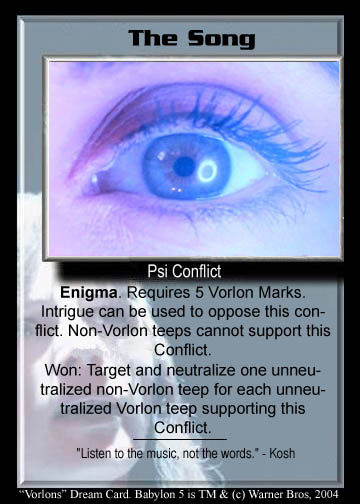 The Song
Psi Conflict
Enigma. Requires 5 Vorlon Marks.
Intrigue can be used to oppose this con-
flict. Non-Vorlon teeps cannot support this
Conflict.
Won: Target and neutralize one unneu-
tralized non-Vorlon teep for each unneu-
tralized Vorlon teep supporting this
Conflict.
"Listen to the music, not the words." - Kosh
"Vorlons" Dream Card. Babylon 5 is TM & (c) Warner Bros, 2004